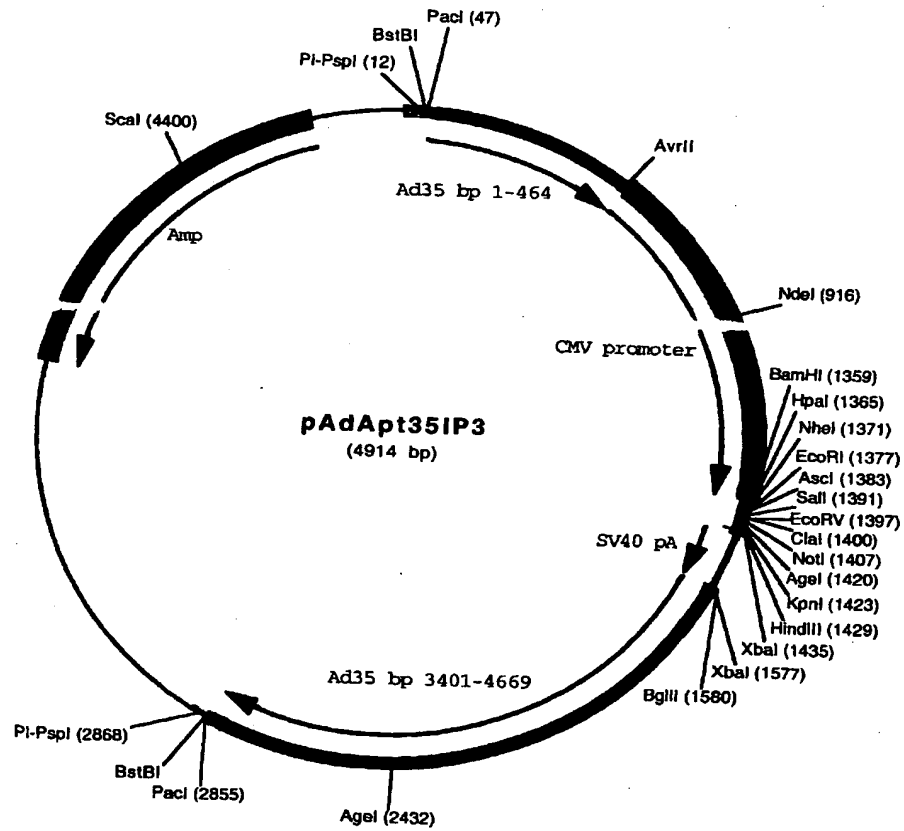 PacI (47)
BstBI
PI-PspI (12)
ScaI (4400)
AvrII
Ad35 bp 1-464
Amp
NdeI (916)
CMV promoter
BamHI (1359)
HpaI (1365)
NheI (1371)
pAdApt35IP3
EcoRI (1377)
(4914 bp)
AscI (1383)
SalI (1391)
EcoRV (1397)
SV40 pA
ClaI (1400)
NotI (1407)
AgeI (1420)
KpnI (1423)
HindIII (1429)
XbaI (1435)
XbaI (1577)
Ad35 bp 3401-4669
BglII (1580)
PI-PspI (2868)
BstBI
PacI (2855)
AgeI (2432)